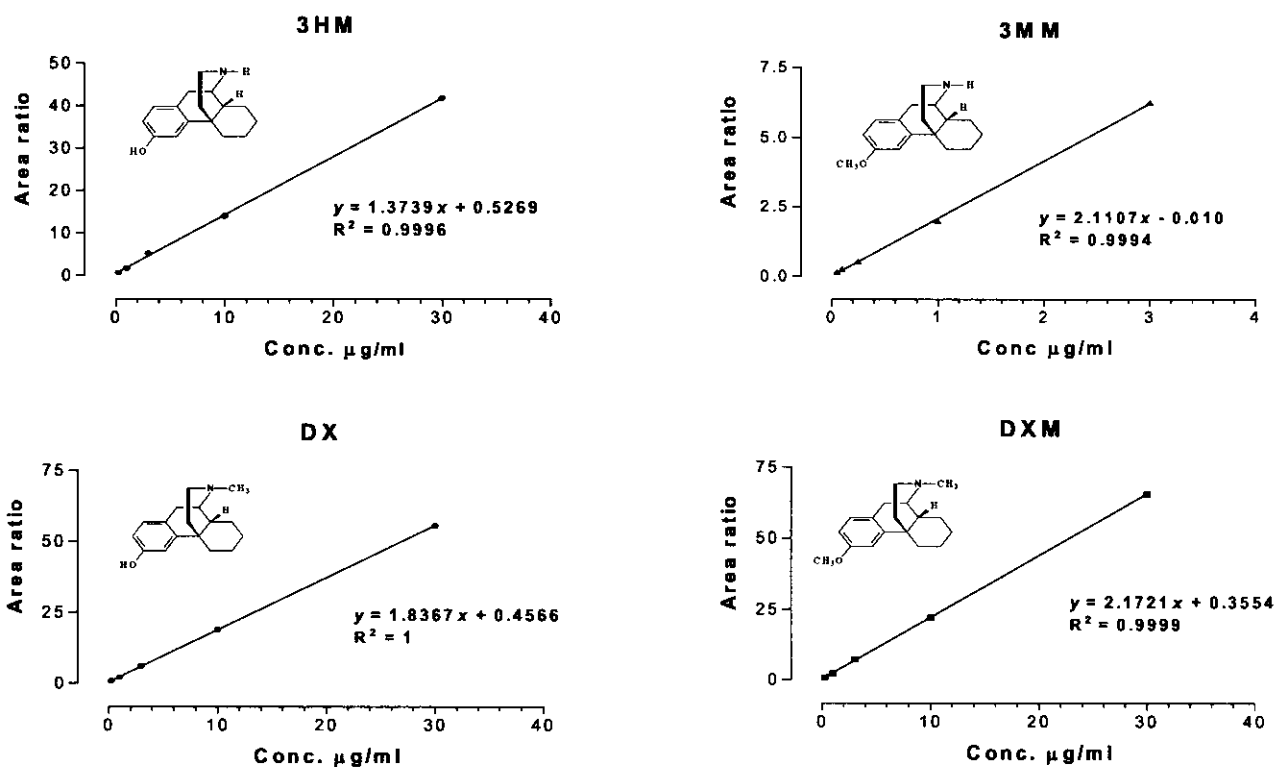 3HM
Area ratio
50
40
30
20
10
0
N-R
H
HO
y = 1.3739x + 0.5269
R² = 0.9996
0 10 20 30 40
Conc. μg/ml
3MM
Area ratio
7.5
5.0
2.5
0.0
N-H
H
CH₃O
y = 2.1107x - 0.010
R² = 0.9994
0 1 2 3 4
Conc μg/ml
DX
Area ratio
75
50
25
0
N-CH₃
H
HO
y = 1.8367x + 0.4566
R² = 1
0 10 20 30 40
Conc. μg/ml
DXM
Area ratio
75
50
25
0
N-CH₃
H
CH₃O
y = 2.1721x + 0.3554
R² = 0.9999
0 10 20 30 40
Conc. μg/ml